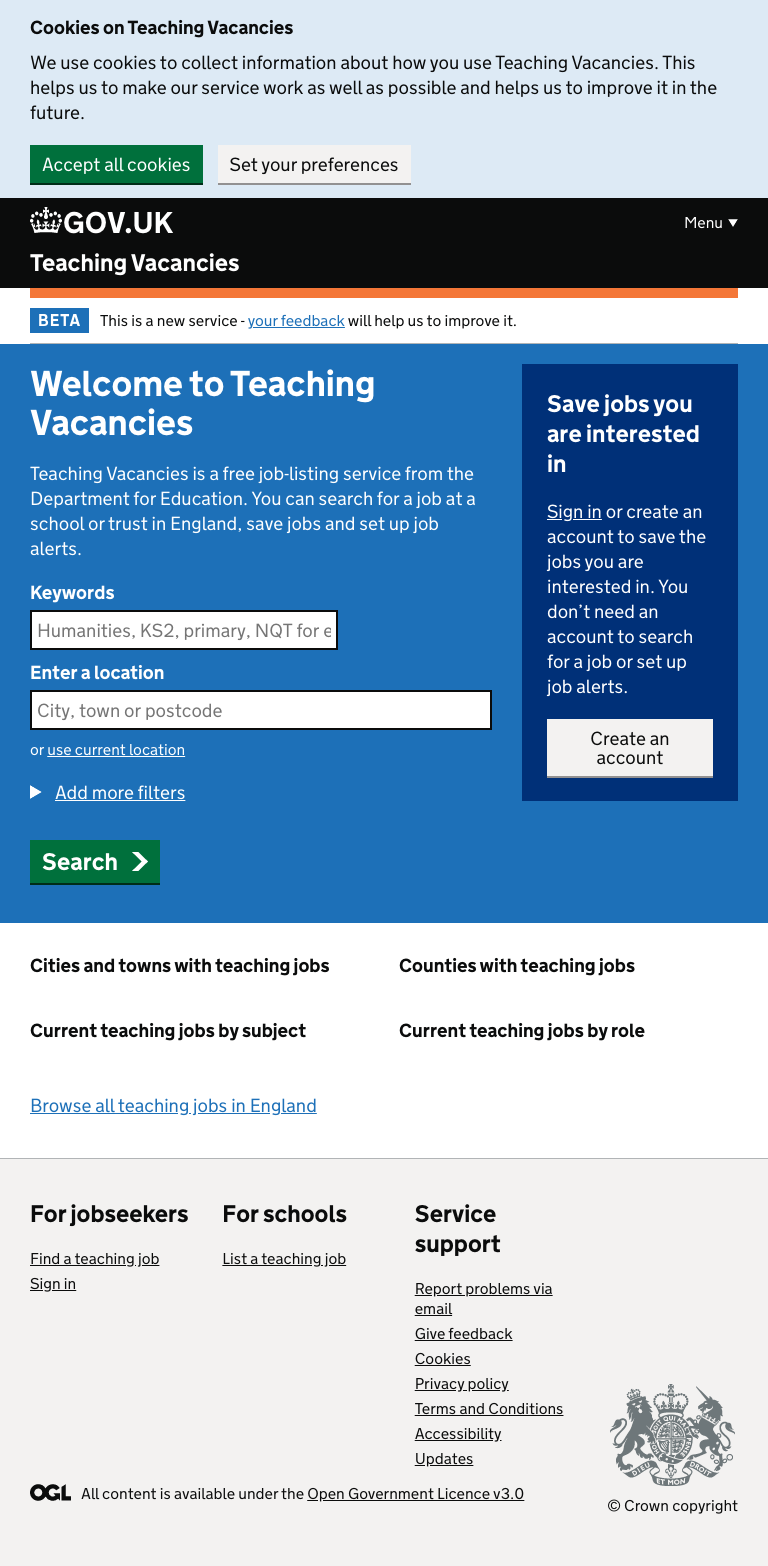 Cookies on Teaching Vacancies
We use cookies to collect information about how you use Teaching Vacancies. This
helps us to make our service work as well as possible and helps us to improve it in the
future.
Accept all cookies
Set your preferences
GOV.UK
Menu ▼
Teaching Vacancies
BETA
This is a new service - your feedback will help us to improve it.
Welcome to Teaching
Vacancies
Teaching Vacancies is a free job-listing service from the
Department for Education. You can search for a job at a
school or trust in England, save jobs and set up job
alerts.
Keywords
Humanities, KS2, primary, NQT for e
Enter a location
City, town or postcode
or use current location
Add more filters
Search
Save jobs you
are interested
in
Sign in or create an
account to save the
jobs you are
interested in. You
don’t need an
account to search
for a job or set up
job alerts.
Create an
account
Cities and towns with teaching jobs
Counties with teaching jobs
Current teaching jobs by subject
Current teaching jobs by role
Browse all teaching jobs in England
For jobseekers
Find a teaching job
Sign in
For schools
List a teaching job
Service
support
Report problems via
email
Give feedback
Cookies
Privacy policy
Terms and Conditions
Accessibility
Updates
OGL
All content is available under the Open Government Licence v3.0
DIEU ET MON DROIT
© Crown copyright